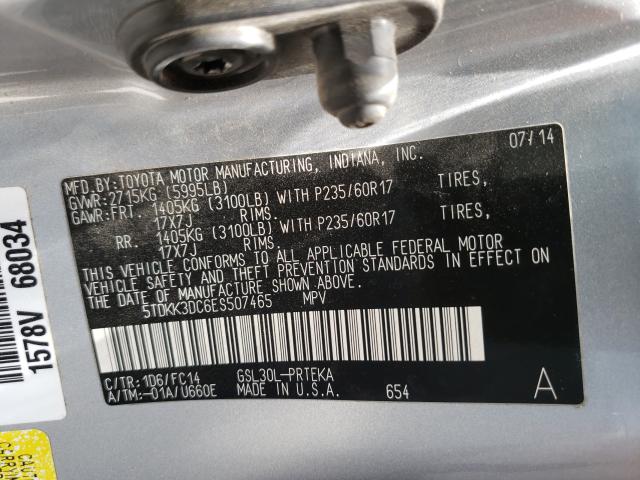 07/14
MFD.BY:TOYOTA MOTOR MANUFACTURING, INDIANA, INC.
GVWR:2715KG (5995LB)
GAWR:FRT. 1405KG (3100LB) WITH P235/60R17 TIRES,
17X7J RIMS.
RR. 1405KG (3100LB) WITH P235/60R17 TIRES,
17X7J RIMS.
THIS VEHICLE CONFORMS TO ALL APPLICABLE FEDERAL MOTOR
VEHICLE SAFETY AND THEFT PREVENTION STANDARDS IN EFFECT ON
THE DATE OF MANUFACTURE SHOWN ABOVE.
5TDKK3DC6ES507465 MPV
C/TR:1D6/FC14 GSL30L-PRTEKA
A/TM:-01A/U660E MADE IN U.S.A. 654 A
1578V 68034